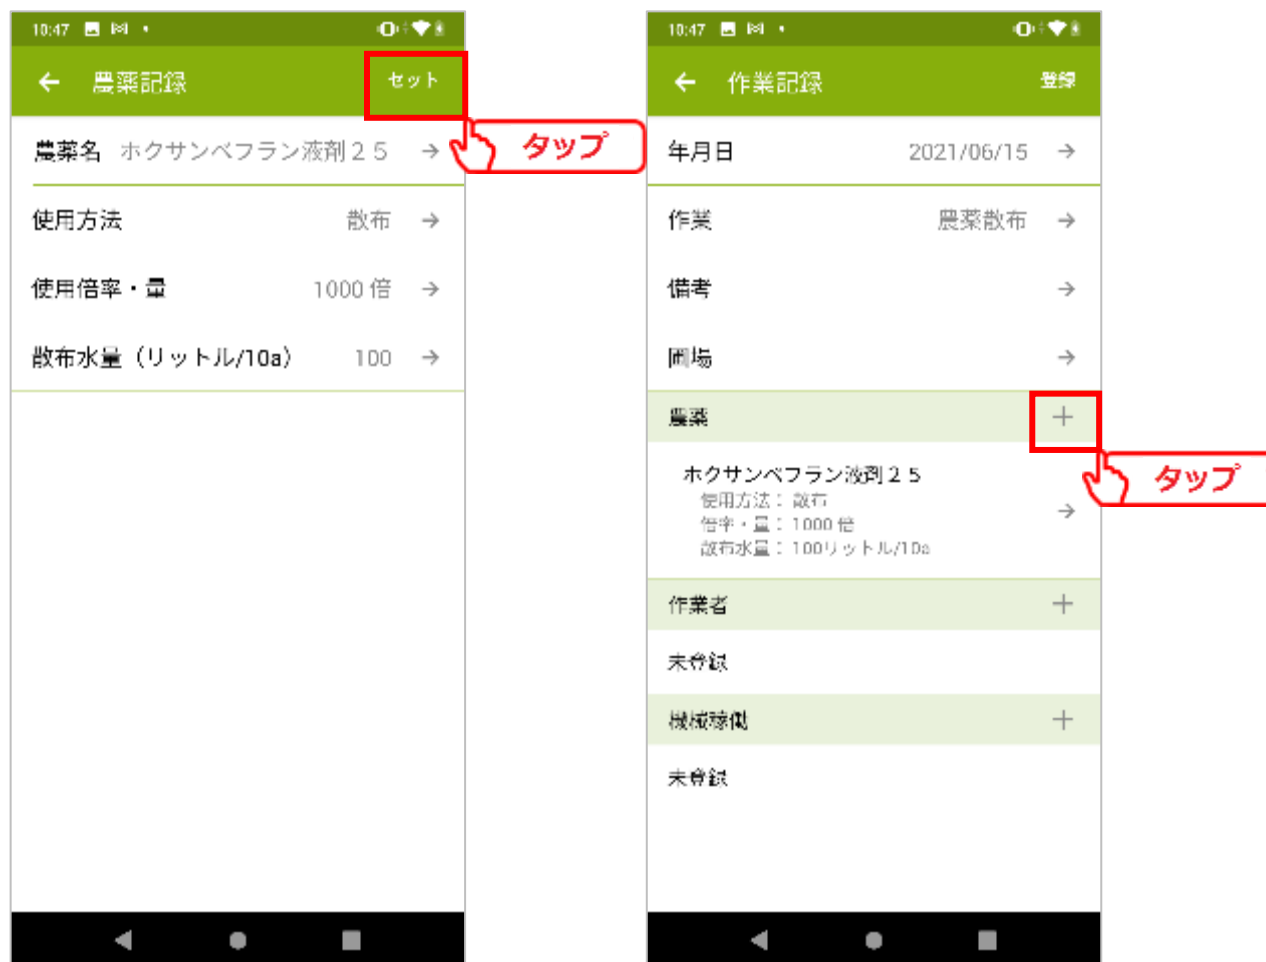 10:47
農薬記録 セット
タップ
農薬名 ホクサンベフラン液剤２５
使用方法 散布
使用倍率・量 1000 倍
散布水量（リットル/10a） 100
10:47
作業記録 登録
年月日 2021/06/15
作業 農薬散布
備考
圃場
農薬
タップ
ホクサンベフラン液剤２５
使用方法： 散布
倍率・量： 1000 倍
散布水量： 100リットル/10a
作業者
未登録
機械稼働
未登録